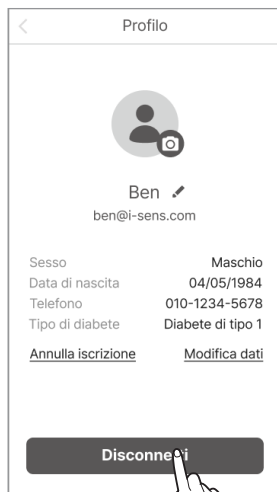 Profilo
Ben
ben@i-sens.com
Sesso Maschio
Data di nascita 04/05/1984
Telefono 010-1234-5678
Tipo di diabete Diabete di tipo 1
Annulla iscrizione Modifica dati
Disconnetti